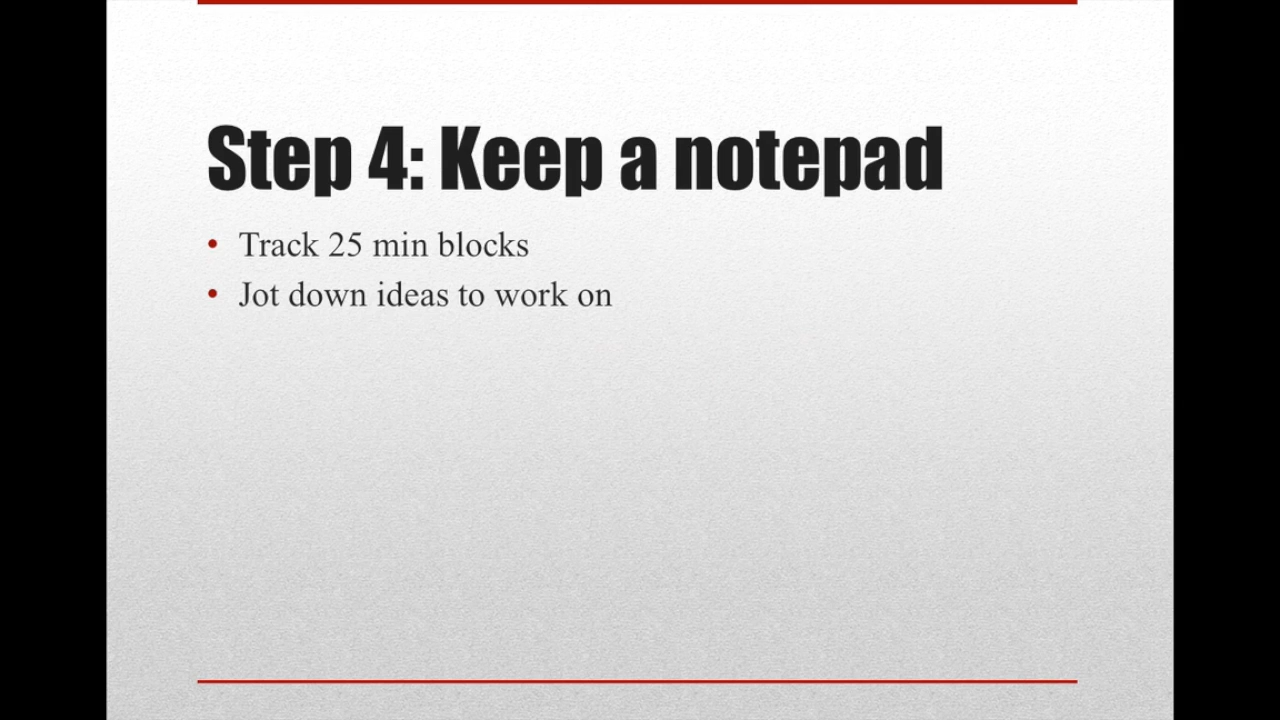 Step 4: Keep a notepad
• Track 25 min blocks
• Jot down ideas to work on